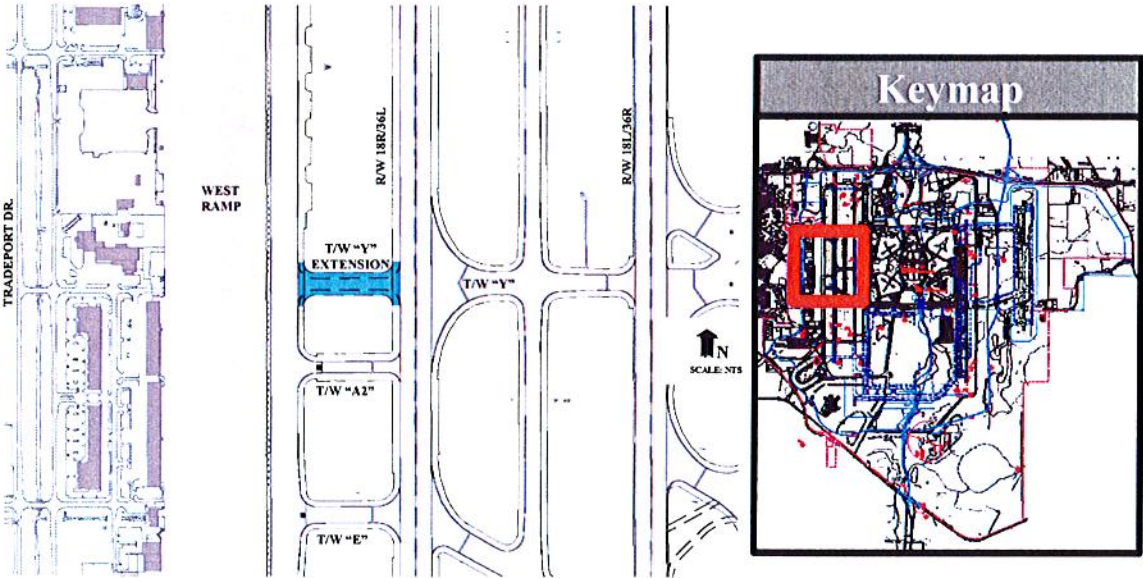 TRADEPORT DR.
WEST
RAMP
R/W 18R/36L
T/W "Y"
EXTENSION
T/W "Y"
T/W "A2"
T/W "E"
R/W 18L/36R
N
SCALE: NTS
Keymap